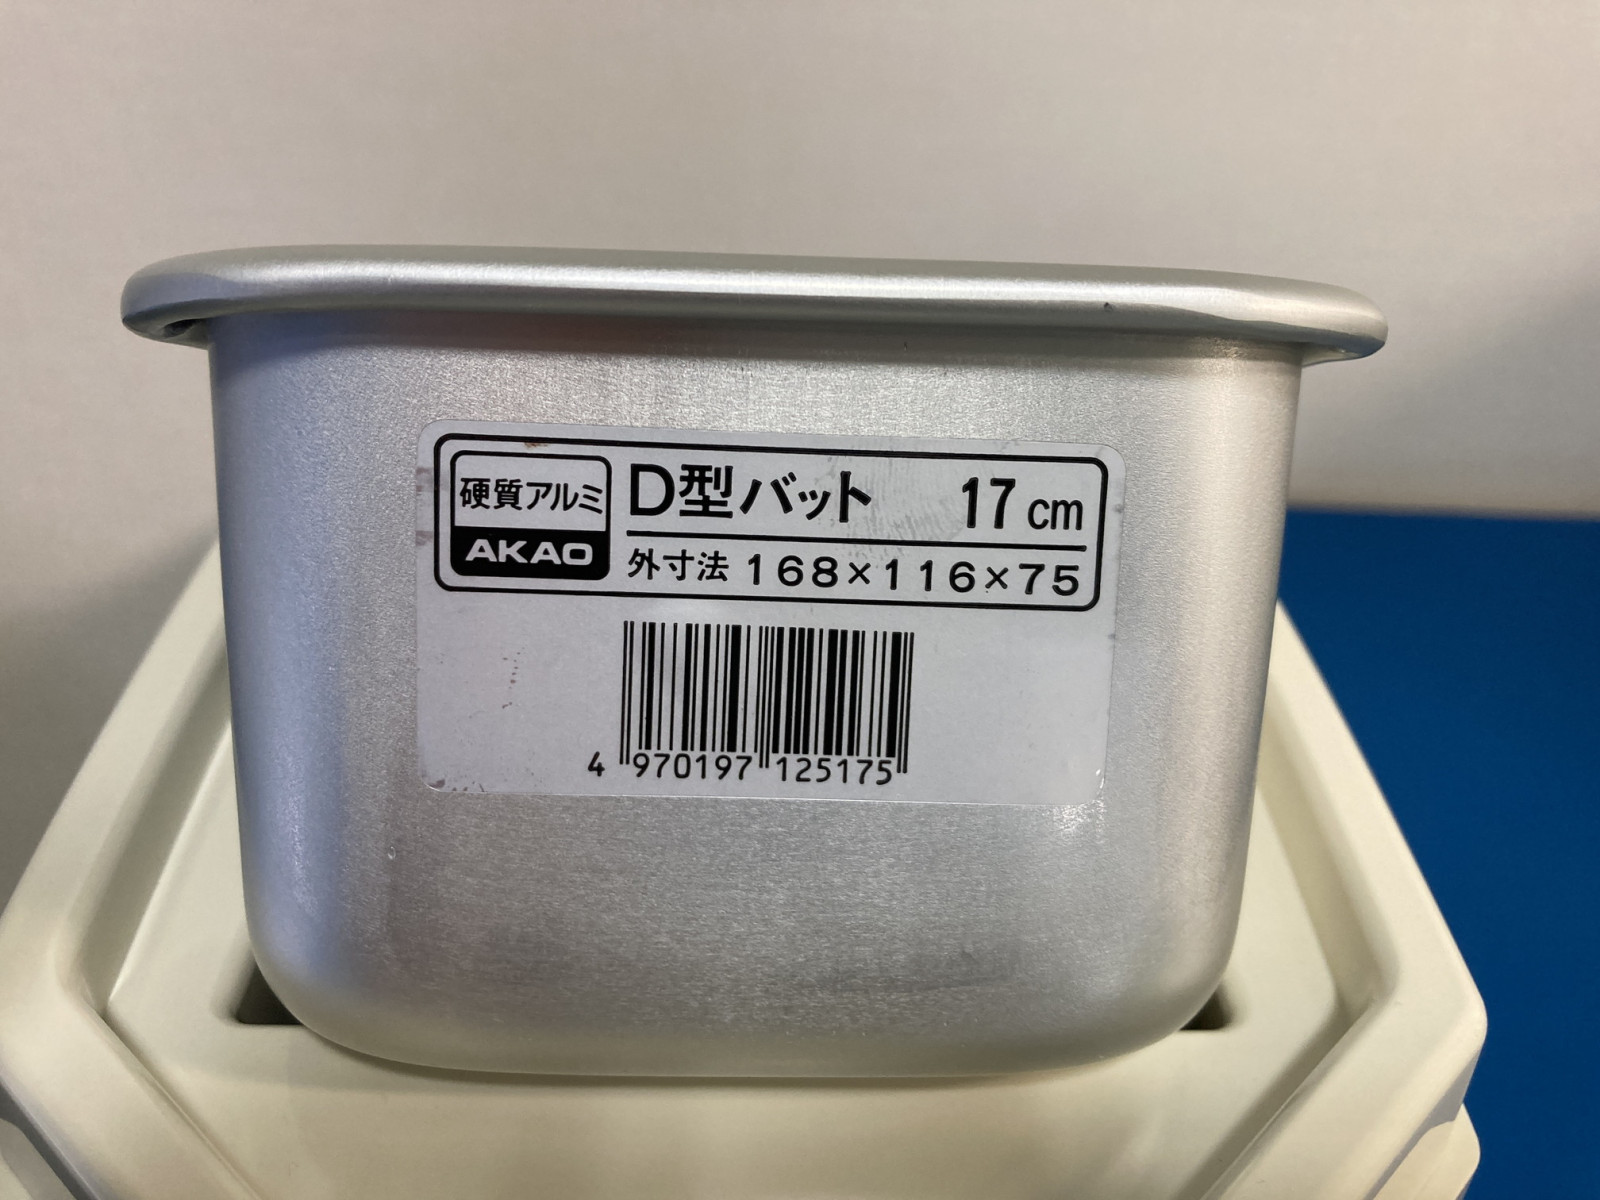 硬質アルミ
AKAO
D型バット 17cm
外寸法 168×116×75
4 970197 125175